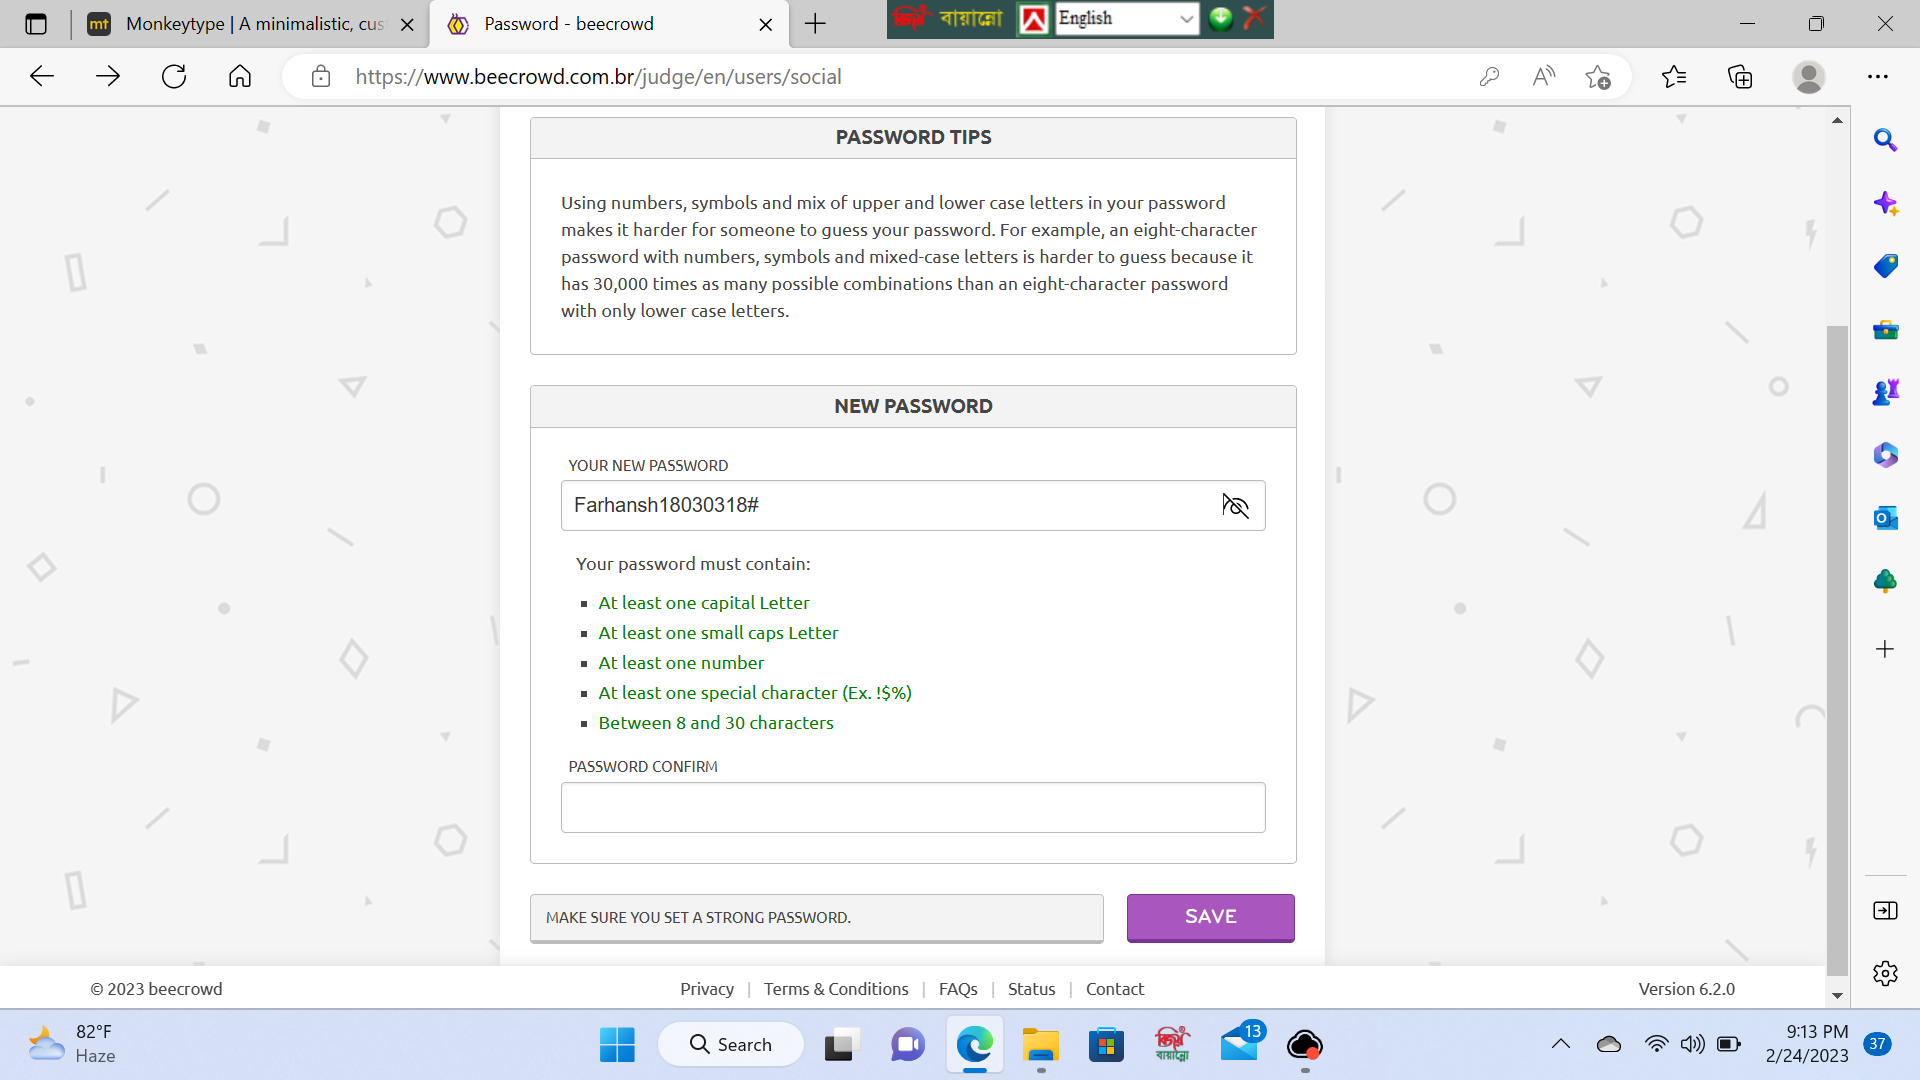 mt Monkeytype | A minimalistic, cus
Password - beecrowd
বায়ান্নো
English
https://www.beecrowd.com.br/judge/en/users/social
PASSWORD TIPS
Using numbers, symbols and mix of upper and lower case letters in your password
makes it harder for someone to guess your password. For example, an eight-character
password with numbers, symbols and mixed-case letters is harder to guess because it
has 30,000 times as many possible combinations than an eight-character password
with only lower case letters.
NEW PASSWORD
YOUR NEW PASSWORD
Farhansh18030318#
Your password must contain:
At least one capital Letter
At least one small caps Letter
At least one number
At least one special character (Ex. !$%)
Between 8 and 30 characters
PASSWORD CONFIRM
MAKE SURE YOU SET A STRONG PASSWORD.
SAVE
© 2023 beecrowd
Privacy | Terms & Conditions | FAQs | Status | Contact
Version 6.2.0
82°F
Haze
Search
বিজয়
বায়ান্নো
13
9:13 PM
2/24/2023
37